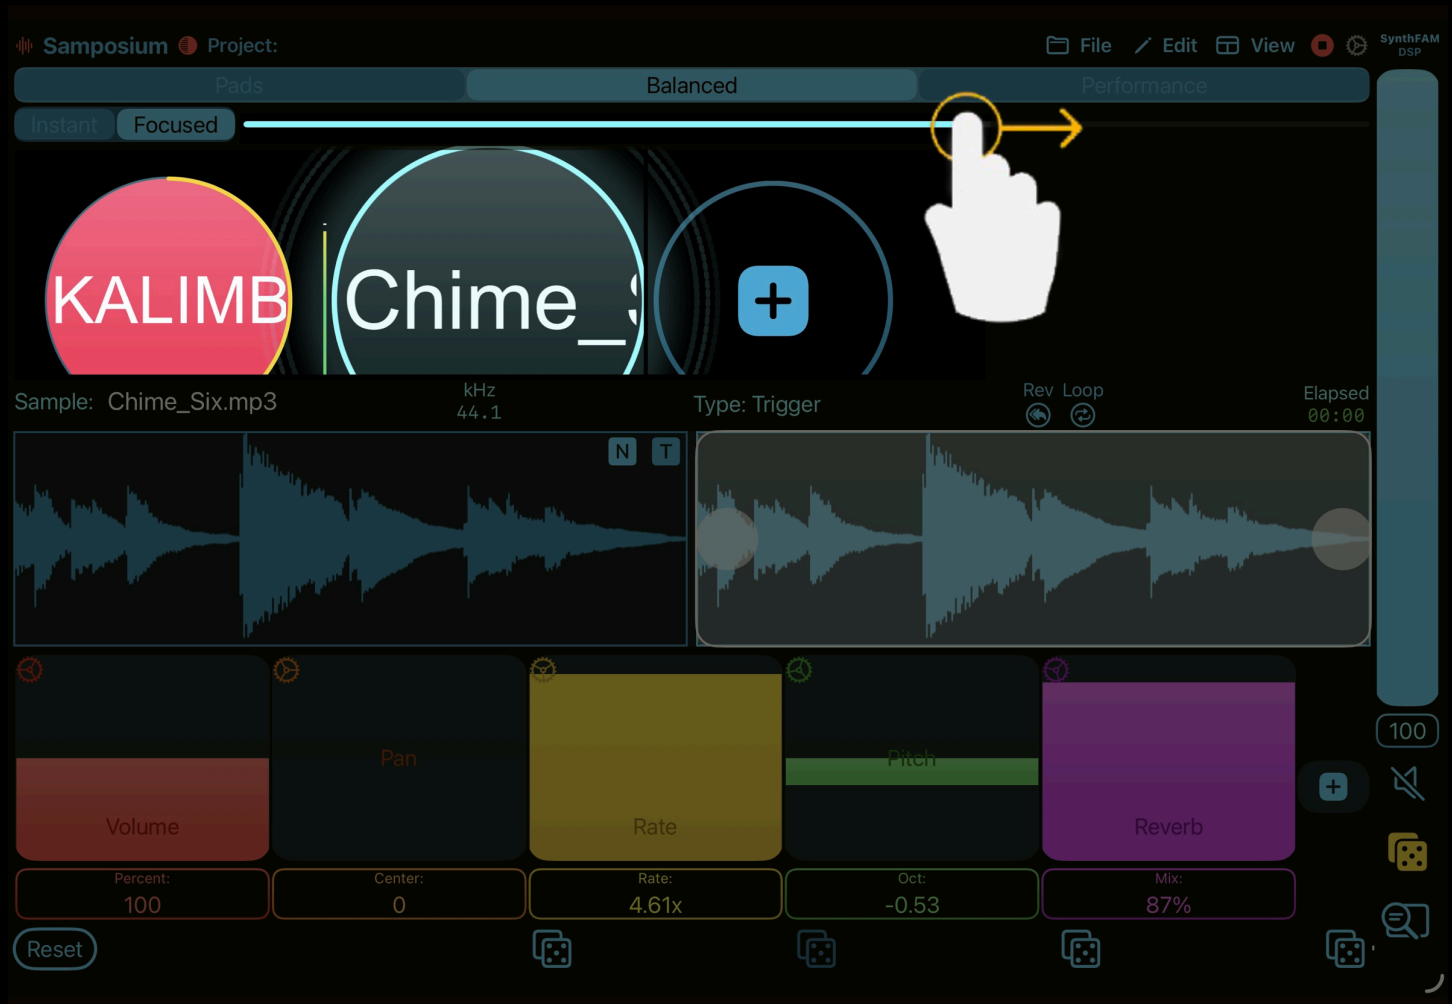 Samposium Project: File Edit View SynthFAM
DSP
Pads Balanced Performance
Instant Focused
KALIMB Chime_S
Sample: Chime_Six.mp3 kHz
44.1 Type: Trigger Rev Loop Elapsed
00:00
N T
Volume Pan Rate Pitch Reverb
100
Percent: Center: Rate: Oct: Mix:
100 0 4.61x -0.53 87%
Reset